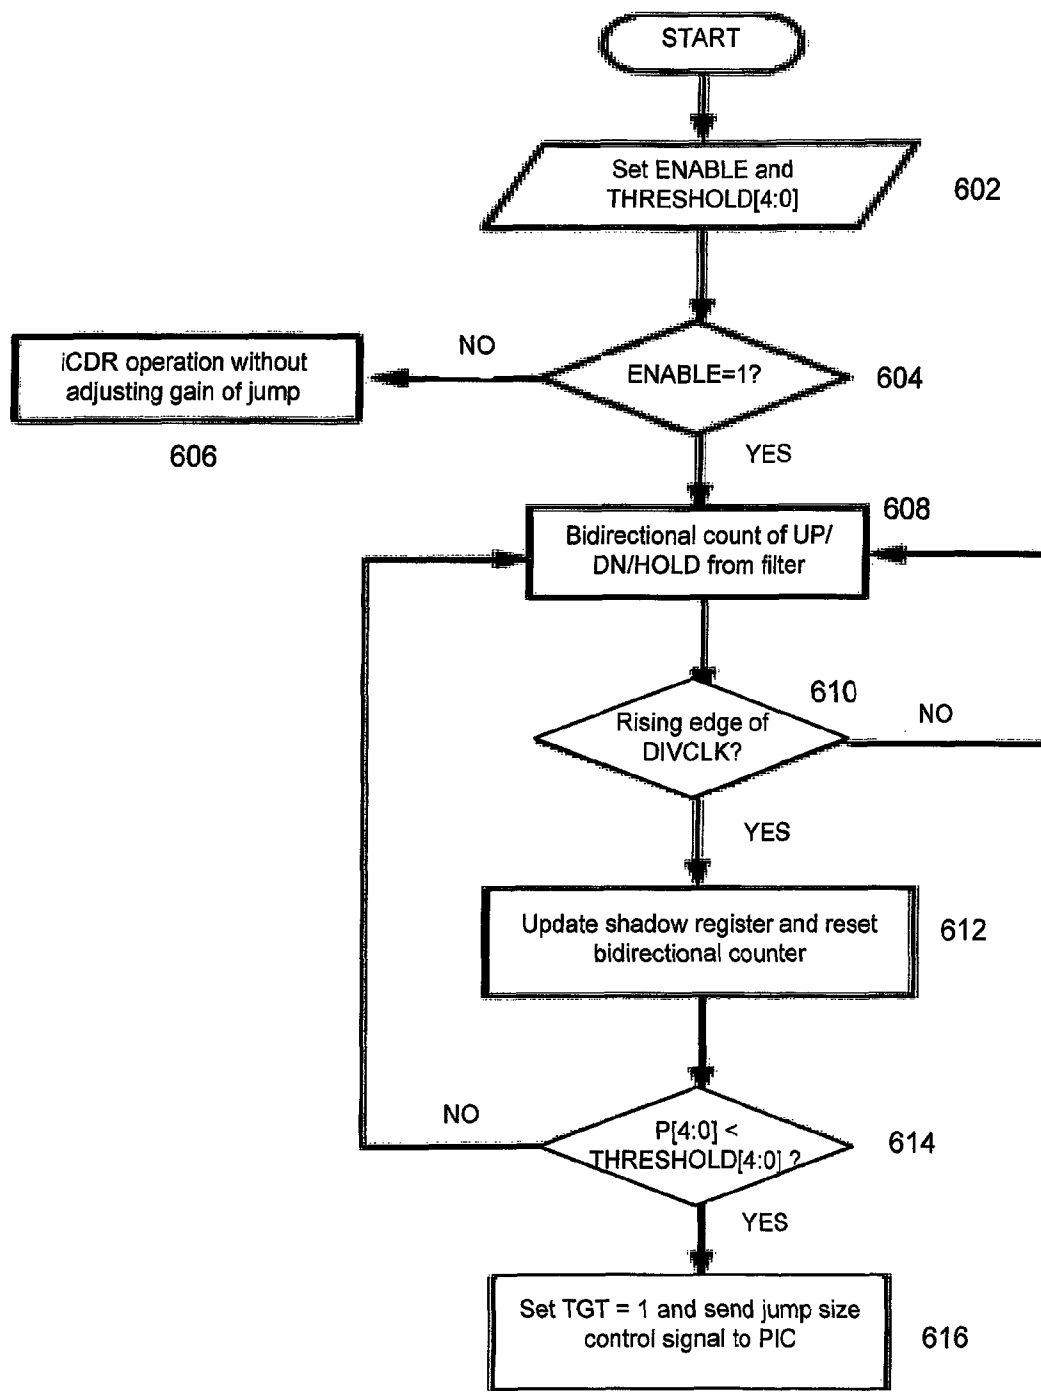 START
Set ENABLE and
THRESHOLD[4:0]
602
NO
iCDR operation without
adjusting gain of jump
606
ENABLE=1?
604
YES
608
Bidirectional count of UP/
DN/HOLD from filter
610
Rising edge of
DIVCLK?
NO
YES
Update shadow register and reset
bidirectional counter
612
NO
P[4:0] <
THRESHOLD[4:0] ?
614
YES
Set TGT = 1 and send jump size
control signal to PIC
616